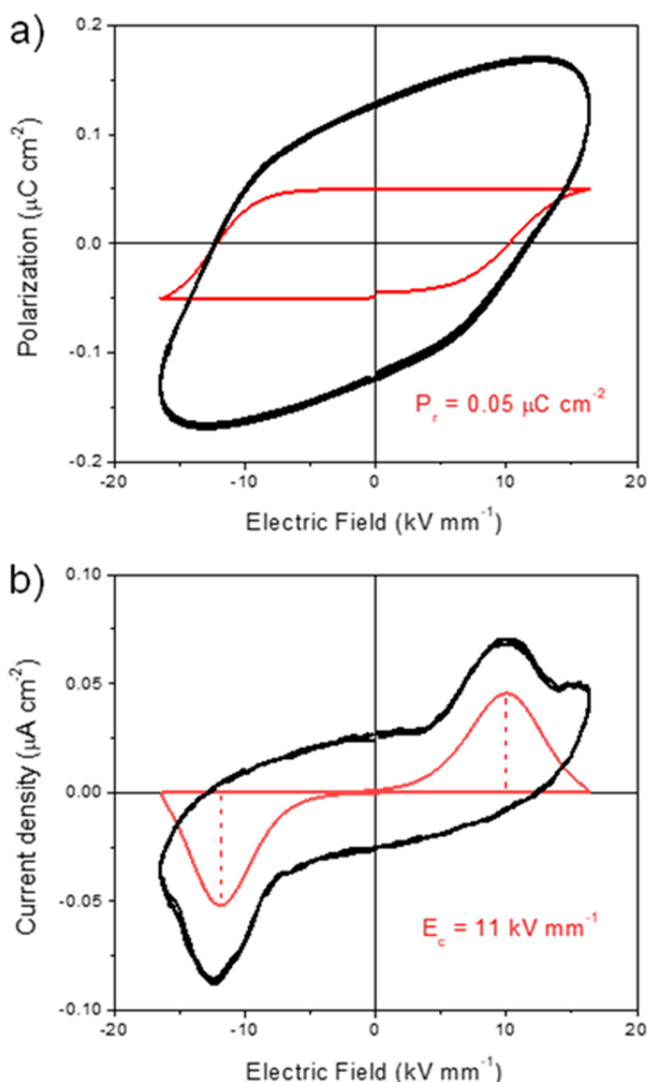 a)
Polarization (μC cm⁻²)
0.2
0.1
0.0
-0.1
-0.2
P_r = 0.05 μC cm⁻²
-20 -10 0 10 20
Electric Field (kV mm⁻¹)
b)
Current density (μA cm⁻²)
0.10
0.05
0.00
-0.05
-0.10
E_c = 11 kV mm⁻¹
-20 -10 0 10 20
Electric Field (kV mm⁻¹)